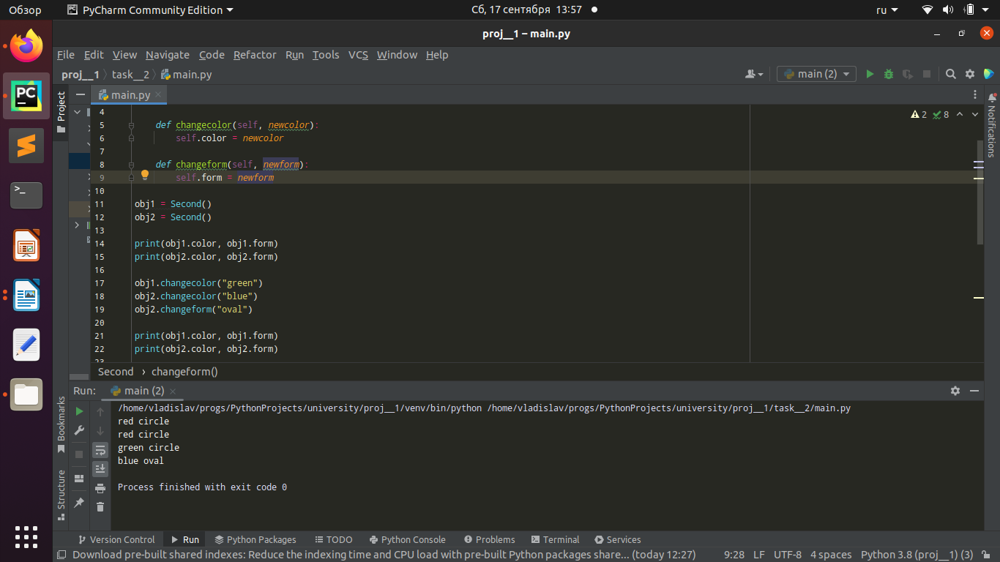 Обзор PyCharm Community Edition Сб, 17 сентября 13:57 ru
proj__1 – main.py
File Edit View Navigate Code Refactor Run Tools VCS Window Help
proj__1 task__2 main.py main (2)
main.py
Project
Notifications
4
5 def changecolor(self, newcolor):
6 self.color = newcolor
7
8 def changeform(self, newform):
9 self.form = newform
10
11 obj1 = Second()
12 obj2 = Second()
13
14 print(obj1.color, obj1.form)
15 print(obj2.color, obj2.form)
16
17 obj1.changecolor("green")
18 obj2.changecolor("blue")
19 obj2.changeform("oval")
20
21 print(obj1.color, obj1.form)
22 print(obj2.color, obj2.form)
23
2 8
Second › changeform()
Run: main (2)
/home/vladislav/progs/PythonProjects/university/proj__1/venv/bin/python /home/vladislav/progs/PythonProjects/university/proj__1/task__2/main.py
red circle
red circle
green circle
blue oval
Process finished with exit code 0
Bookmarks
Structure
Version Control Run Python Packages TODO Python Console Problems Terminal Services
Download pre-built shared indexes: Reduce the indexing time and CPU load with pre-built Python packages share... (today 12:27) 9:28 LF UTF-8 4 spaces Python 3.8 (proj__1) (3)
PC